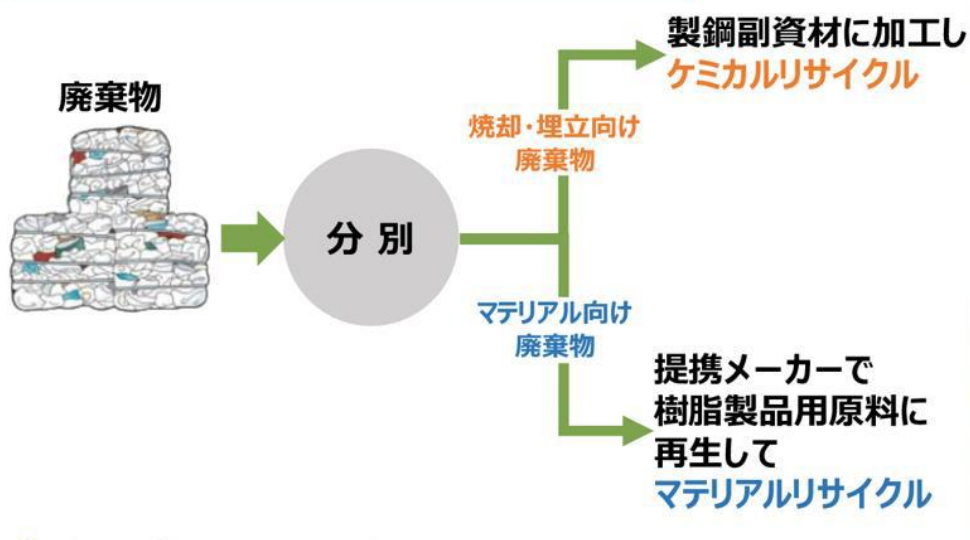 廃棄物
分別
焼却・埋立向け
廃棄物
製鋼副資材に加工し
ケミカルリサイクル
マテリアル向け
廃棄物
提携メーカーで
樹脂製品用原料に
再生して
マテリアルリサイクル